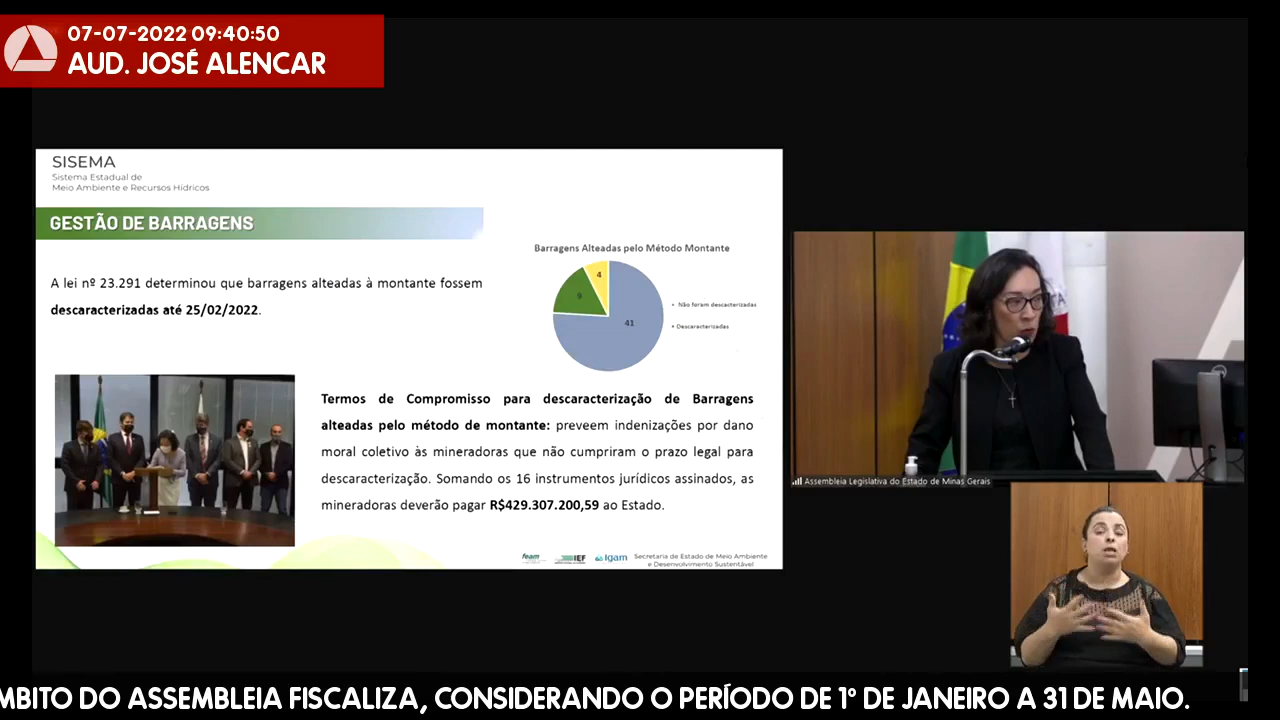 07-07-2022 09:40:50
AUD. JOSÉ ALENCAR
SISEMA
Sistema Estadual de
Meio Ambiente e Recursos Hídricos
GESTÃO DE BARRAGENS
A lei nº 23.291 determinou que barragens alteadas à montante fossem
descaracterizadas até 25/02/2022.
Barragens Alteadas pelo Método Montante
4
9
41
• Não foram descacterizadas
• Descaracterizadas
Termos de Compromisso para descaracterização de Barragens
alteadas pelo método de montante: preveem indenizações por dano
moral coletivo às mineradoras que não cumpriram o prazo legal para
descaracterização. Somando os 16 instrumentos jurídicos assinados, as
mineradoras deverão pagar R$429.307.200,59 ao Estado.
feam
IEF
Igam
Secretaria de Estado de Meio Ambiente
e Desenvolvimento Sustentável
Assembleia Legislativa do Estado de Minas Gerais
MBITO DO ASSEMBLEIA FISCALIZA, CONSIDERANDO O PERÍODO DE 1º DE JANEIRO A 31 DE MAIO.